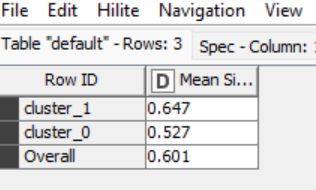 File Edit Hilite Navigation View
Table "default" - Rows: 3 Spec - Column:
Row ID D Mean Si...
cluster_1 0.647
cluster_0 0.527
Overall 0.601